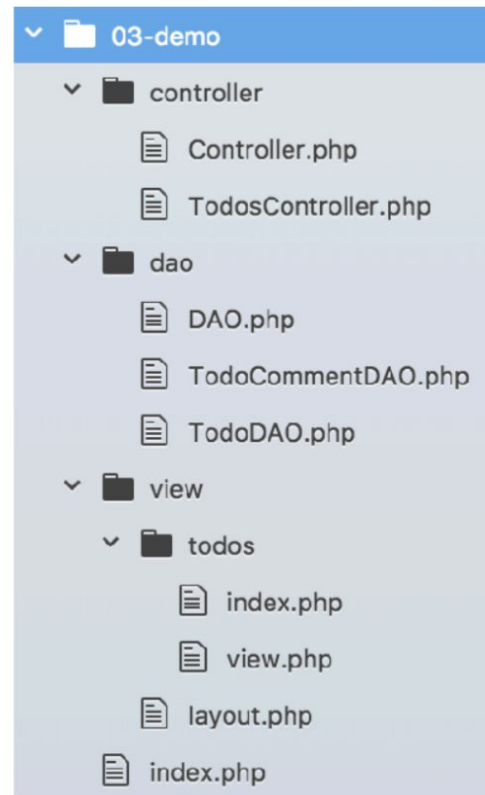 03-demo
controller
Controller.php
TodosController.php
dao
DAO.php
TodoCommentDAO.php
TodoDAO.php
view
todos
index.php
view.php
layout.php
index.php